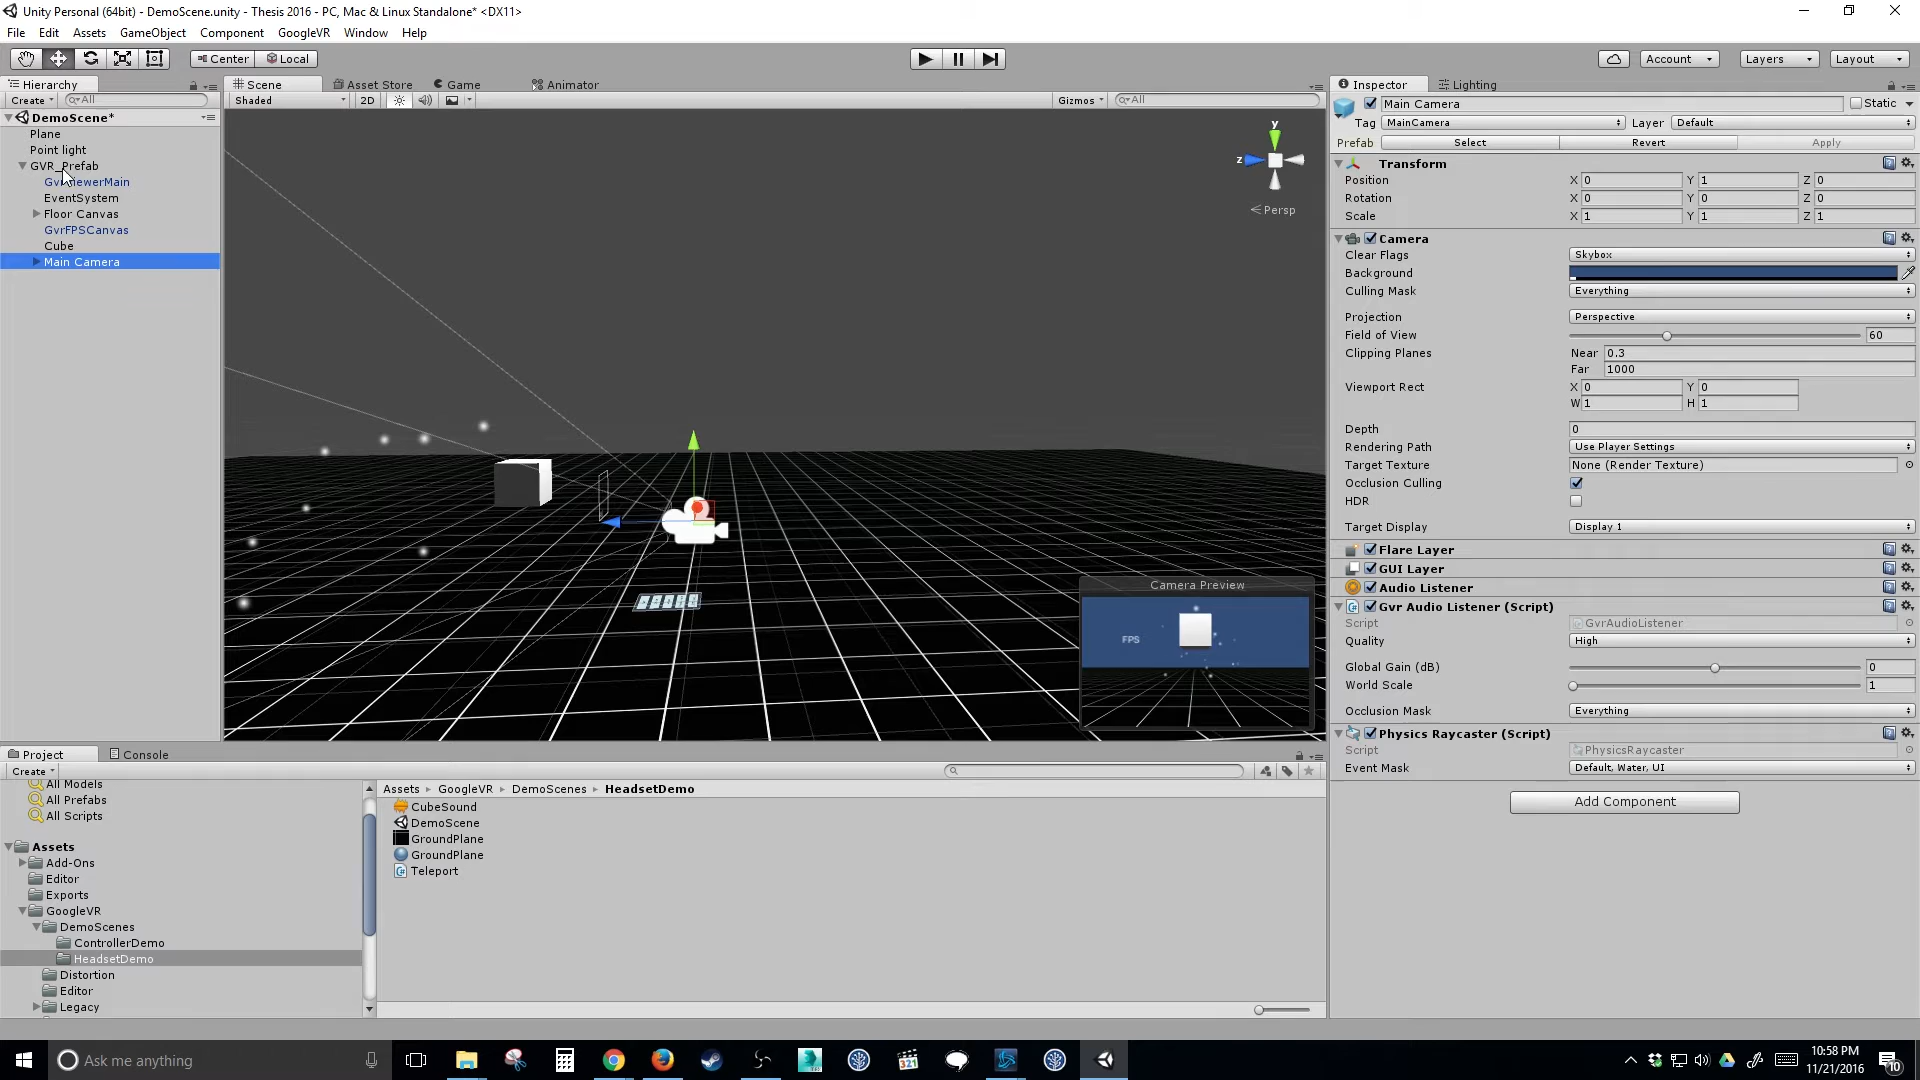 Unity Personal (64bit) - DemoScene.unity - Thesis 2016 - PC, Mac & Linux Standalone* <DX11>
File Edit Assets GameObject Component GoogleVR Window Help
Center Local Account Layers Layout
Hierarchy
Create All
DemoScene*
Plane
Point light
GVR_Prefab
GvrViewerMain
EventSystem
Floor Canvas
GvrFPSCanvas
Cube
Main Camera
Scene Asset Store Game Animator
Shaded 2D Gizmos All
y
z
Persp
Camera Preview
FPS
Inspector Lighting
Main Camera Static
Tag MainCamera Layer Default
Prefab Select Revert Apply
Transform
Position X 0 Y 1 Z 0
Rotation X 0 Y 0 Z 0
Scale X 1 Y 1 Z 1
Camera
Clear Flags Skybox
Background
Culling Mask Everything
Projection Perspective
Field of View 60
Clipping Planes Near 0.3
Far 1000
Viewport Rect X 0 Y 0
W 1 H 1
Depth 0
Rendering Path Use Player Settings
Target Texture None (Render Texture)
Occlusion Culling
HDR
Target Display Display 1
Flare Layer
GUI Layer
Audio Listener
Gvr Audio Listener (Script)
Script GvrAudioListener
Quality High
Global Gain (dB) 0
World Scale 1
Occlusion Mask Everything
Physics Raycaster (Script)
Script PhysicsRaycaster
Event Mask Default, Water, UI
Add Component
Project Console
Create
All Models
All Prefabs
All Scripts
Assets
Add-Ons
Editor
Exports
GoogleVR
DemoScenes
ControllerDemo
HeadsetDemo
Distortion
Editor
Legacy
Assets GoogleVR DemoScenes HeadsetDemo
CubeSound
DemoScene
GroundPlane
GroundPlane
Teleport
Ask me anything
321
10:58 PM
11/21/2016
10